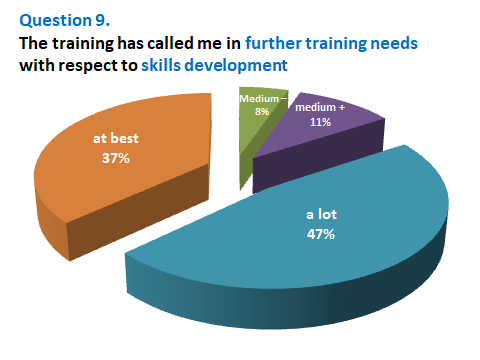 Question 9.
The training has called me in further training needs
with respect to skills development
Medium –
8%
medium +
11%
at best
37%
a lot
47%